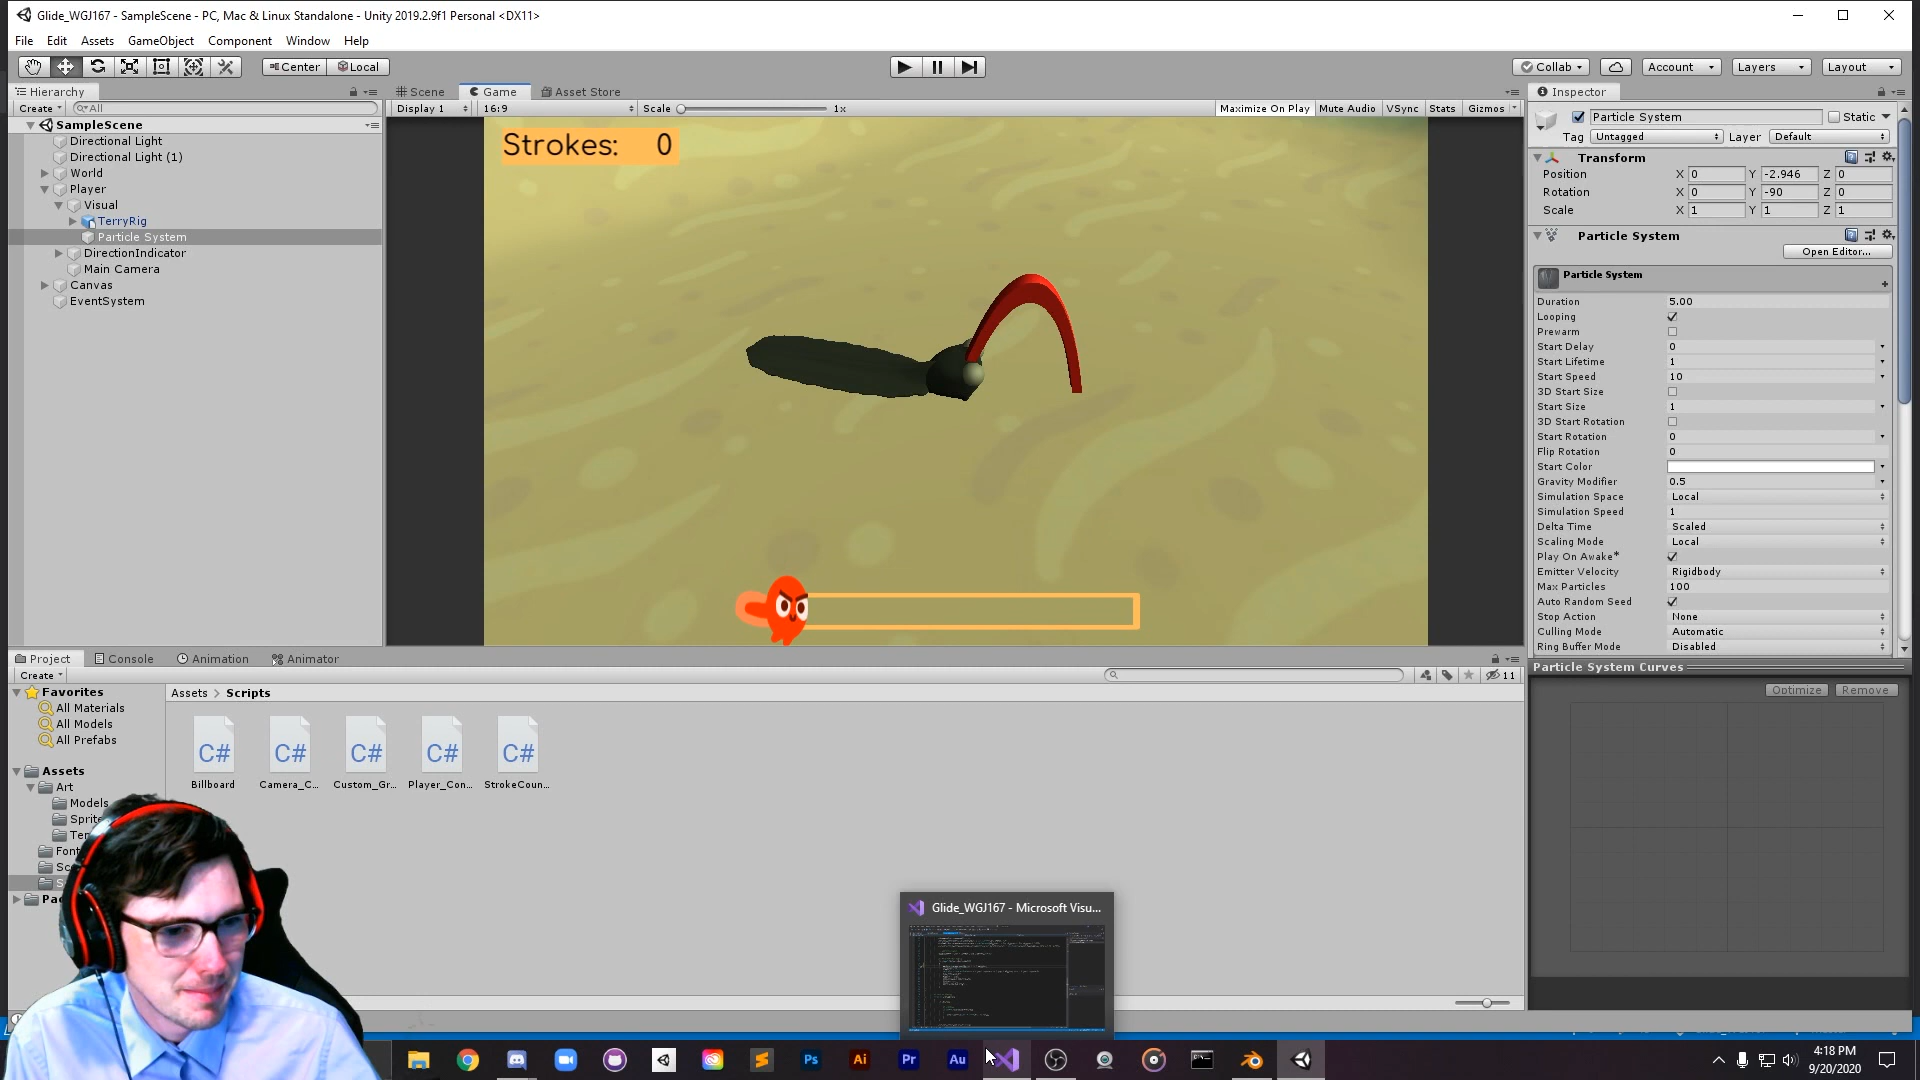 Glide_WGJ167 - SampleScene - PC, Mac & Linux Standalone - Unity 2019.2.9f1 Personal <DX11>
File Edit Assets GameObject Component Window Help
Center Local Collab Account Layers Layout
Hierarchy
Create All
SampleScene
Directional Light
Directional Light (1)
World
Player
Visual
TerryRig
Particle System
DirectionIndicator
Main Camera
Canvas
EventSystem
Scene Game Asset Store
Display 1 16:9 Scale 1x Maximize On Play Mute Audio VSync Stats Gizmos
Strokes: 0
Inspector
Particle System Static
Tag Untagged Layer Default
Transform
Position X 0 Y -2.946 Z 0
Rotation X 0 Y -90 Z 0
Scale X 1 Y 1 Z 1
Particle System
Open Editor...
Particle System
Duration 5.00
Looping
Prewarm
Start Delay 0
Start Lifetime 1
Start Speed 10
3D Start Size
Start Size 1
3D Start Rotation
Start Rotation 0
Flip Rotation 0
Start Color
Gravity Modifier 0.5
Simulation Space Local
Simulation Speed 1
Delta Time Scaled
Scaling Mode Local
Play On Awake*
Emitter Velocity Rigidbody
Max Particles 100
Auto Random Seed
Stop Action None
Culling Mode Automatic
Ring Buffer Mode Disabled
Particle System Curves
Optimize Remove
Project Console Animation Animator
Create 11
Favorites
All Materials
All Models
All Prefabs
Assets
Art
Models
Sprite
Te
Font
Sc
S
Pac
Assets > Scripts
C# C# C# C# C#
Billboard Camera_C... Custom_Gr... Player_Con... StrokeCoun...
Glide_WGJ167 - Microsoft Visu...
Ps Ai Pr Au
4:18 PM
9/20/2020